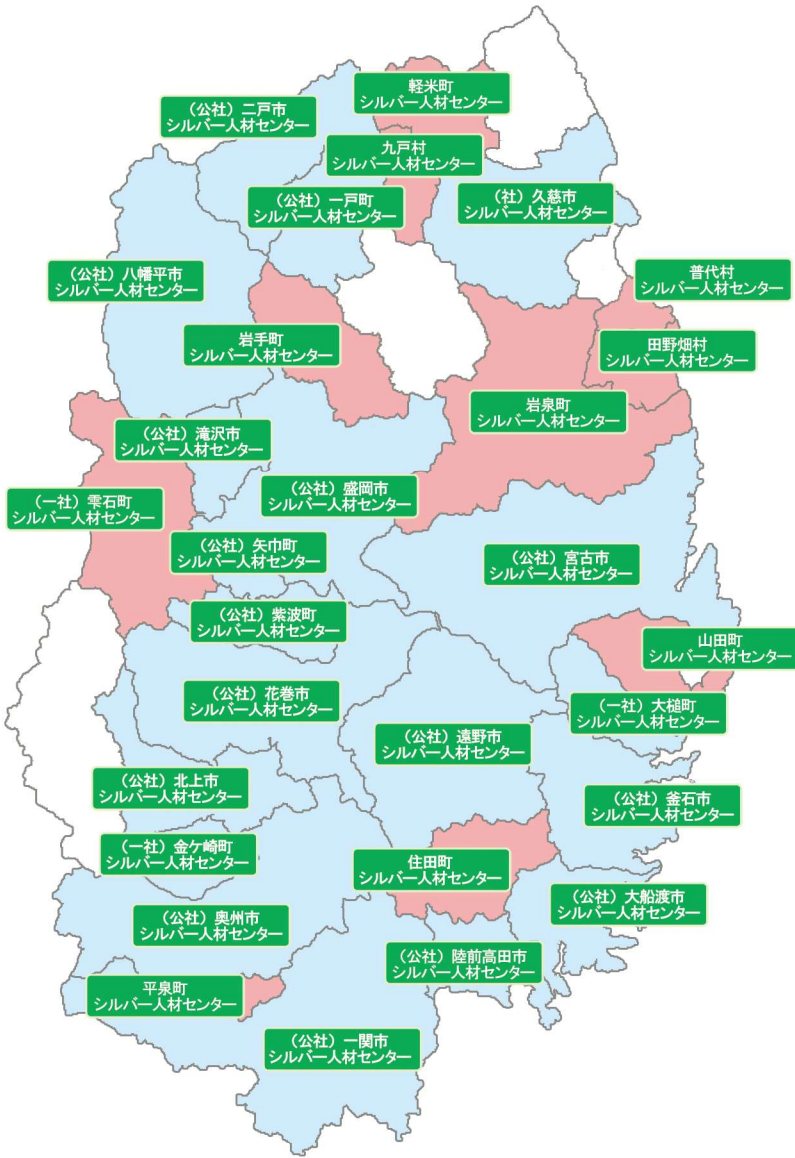 軽米町
シルバー人材センター
（公社）二戸市
シルバー人材センター
九戸村
シルバー人材センター
（公社）一戸町
シルバー人材センター
（社）久慈市
シルバー人材センター
（公社）八幡平市
シルバー人材センター
普代村
シルバー人材センター
岩手町
シルバー人材センター
田野畑村
シルバー人材センター
岩泉町
シルバー人材センター
（公社）滝沢市
シルバー人材センター
（公社）盛岡市
シルバー人材センター
（一社）雫石町
シルバー人材センター
（公社）矢巾町
シルバー人材センター
（公社）宮古市
シルバー人材センター
（公社）紫波町
シルバー人材センター
山田町
シルバー人材センター
（公社）花巻市
シルバー人材センター
（一社）大槌町
シルバー人材センター
（公社）遠野市
シルバー人材センター
（公社）北上市
シルバー人材センター
（公社）釜石市
シルバー人材センター
（一社）金ケ崎町
シルバー人材センター
住田町
シルバー人材センター
（公社）大船渡市
シルバー人材センター
（公社）奥州市
シルバー人材センター
（公社）陸前高田市
シルバー人材センター
平泉町
シルバー人材センター
（公社）一関市
シルバー人材センター